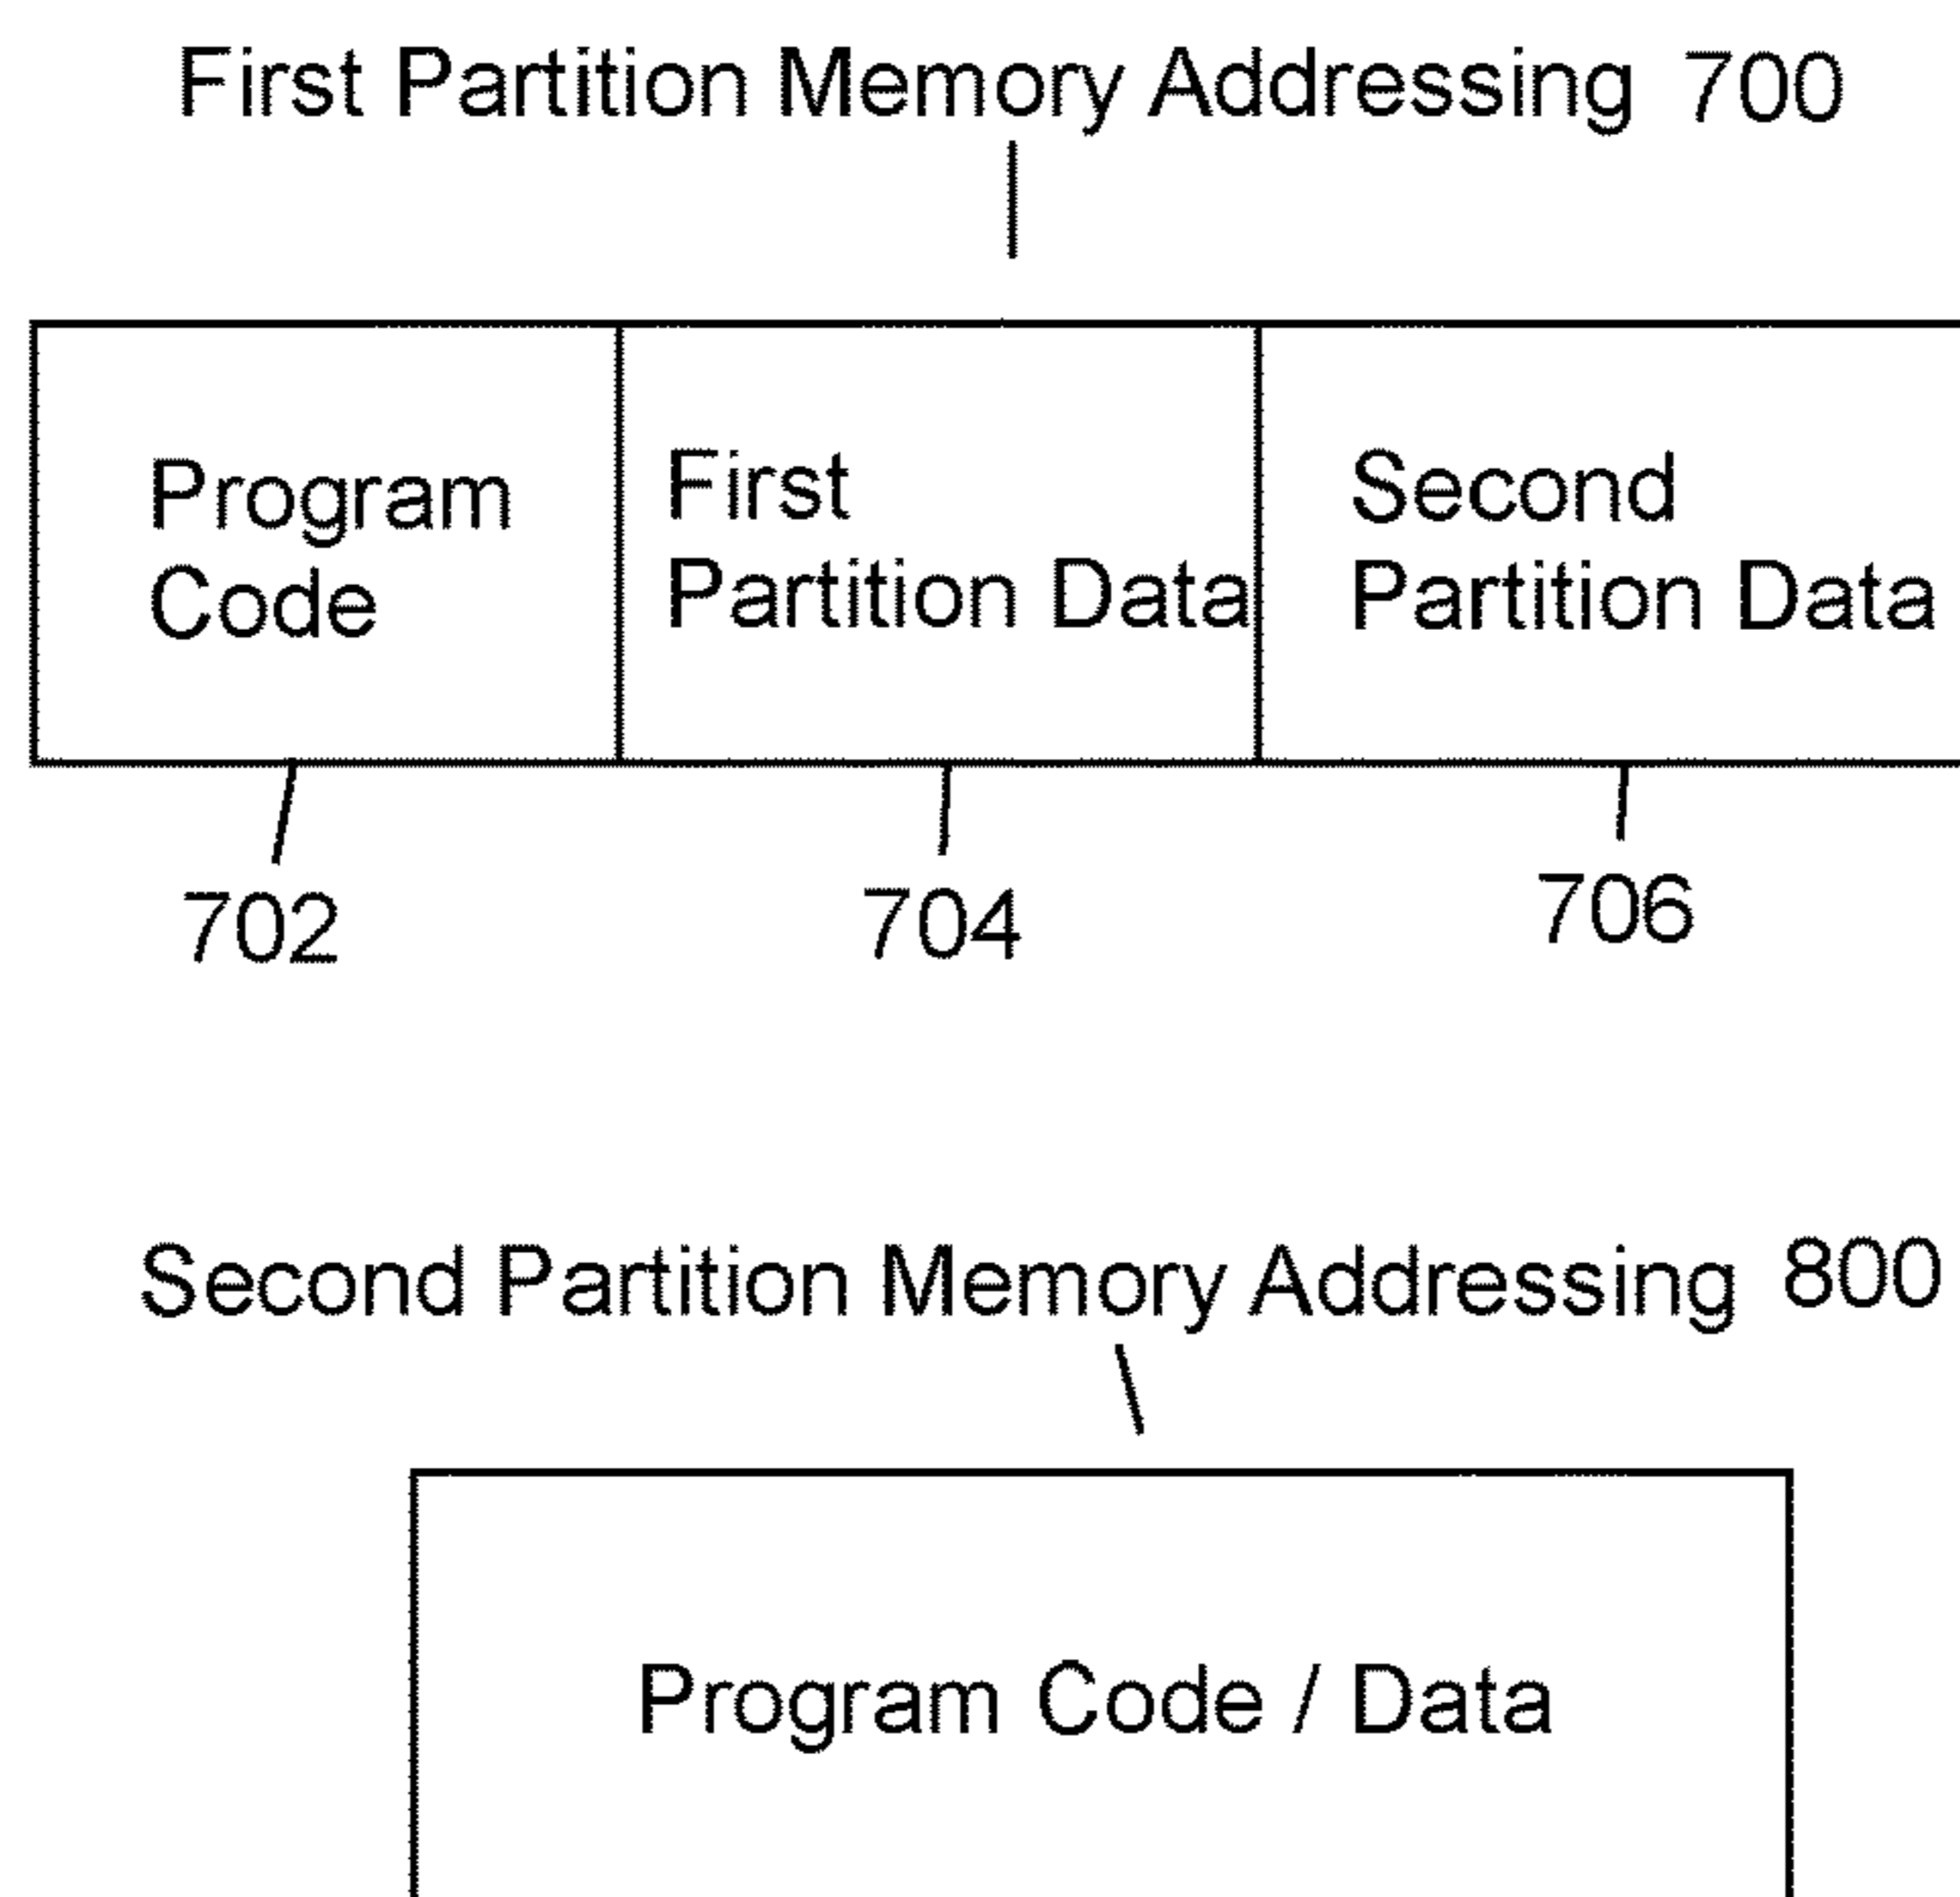 First Partition Memory Addressing 700
Program
Code
First
Partition Data
Second
Partition Data
702
704
706
Second Partition Memory Addressing 800
Program Code / Data